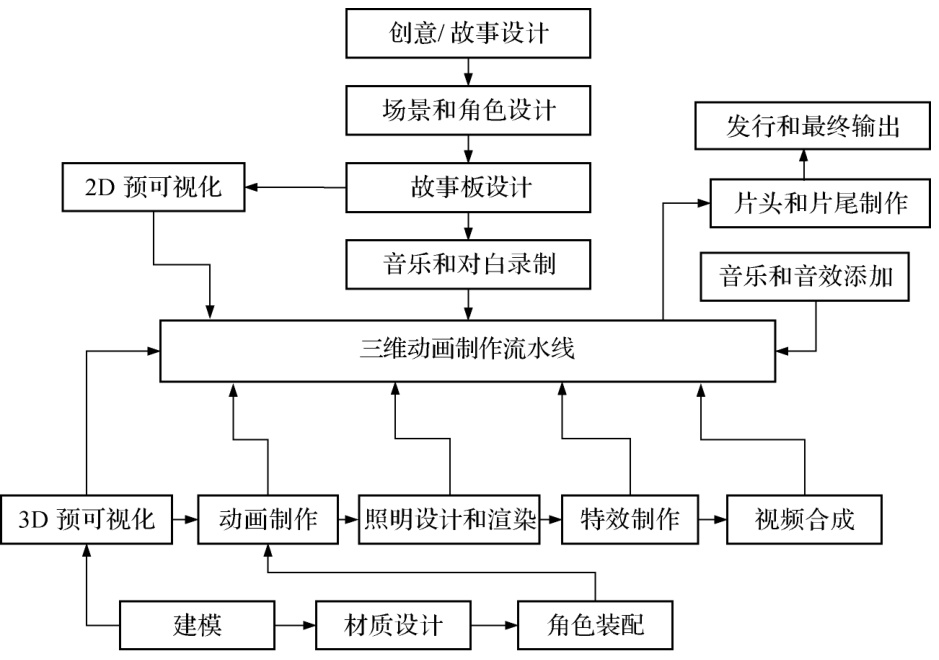 创意/ 故事设计
场景和角色设计
发行和最终输出
2D 预可视化
故事板设计
片头和片尾制作
音乐和对白录制
音乐和音效添加
三维动画制作流水线
3D 预可视化
动画制作
照明设计和渲染
特效制作
视频合成
建模
材质设计
角色装配